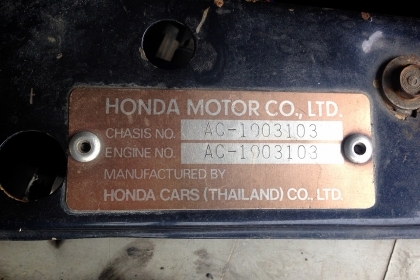 HONDA MOTOR CO., LTD.
CHASIS NO. AC-1903103
ENGINE NO. AC-1903103
MANUFACTURED BY
HONDA CARS (THAILAND) CO., LTD.